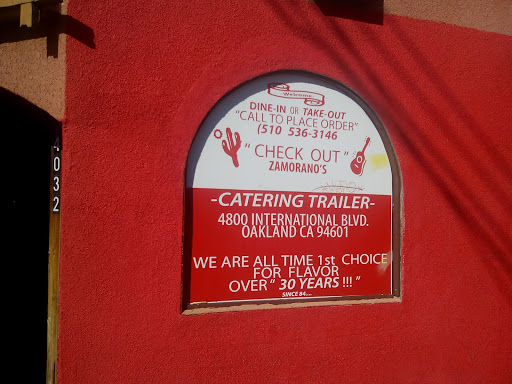 Welcome
DINE-IN OR TAKE-OUT
"CALL TO PLACE ORDER"
(510 536-3146
" CHECK OUT "
ZAMORANO'S
-CATERING TRAILER-
4800 INTERNATIONAL BLVD.
OAKLAND CA 94601
WE ARE ALL TIME 1st CHOICE
FOR FLAVOR
OVER " 30 YEARS !!! "
SINCE 84...
4032